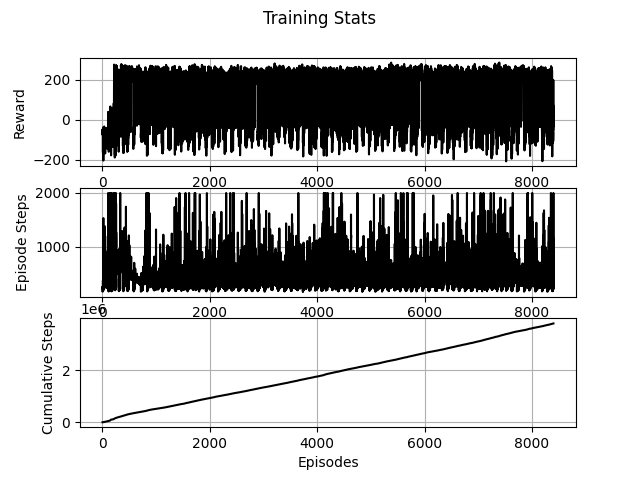 Training Stats
Reward
200
0
−200
0 2000 4000 6000 8000
Episode Steps
2000
1000
0 2000 4000 6000 8000
1e6
Cumulative Steps
2
0
0 2000 4000 6000 8000
Episodes